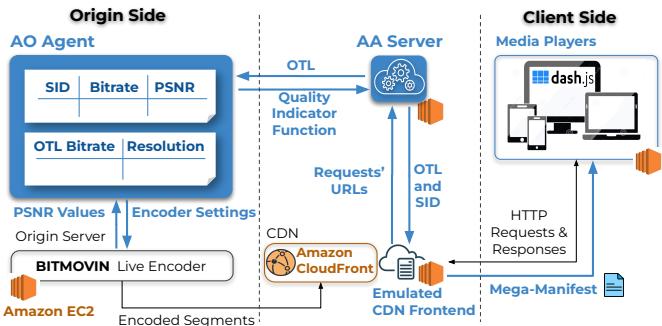 Origin Side
Client Side
AO Agent
AA Server
Media Players
SID Bitrate PSNR
OTL Bitrate Resolution
OTL
Quality
Indicator
Function
dash.js
Requests'
URLs
OTL
and
SID
PSNR Values
Encoder Settings
Origin Server
BITMOVIN Live Encoder
Amazon EC2
Encoded Segments
CDN
Amazon
CloudFront
Emulated
CDN Frontend
HTTP
Requests &
Responses
Mega-Manifest